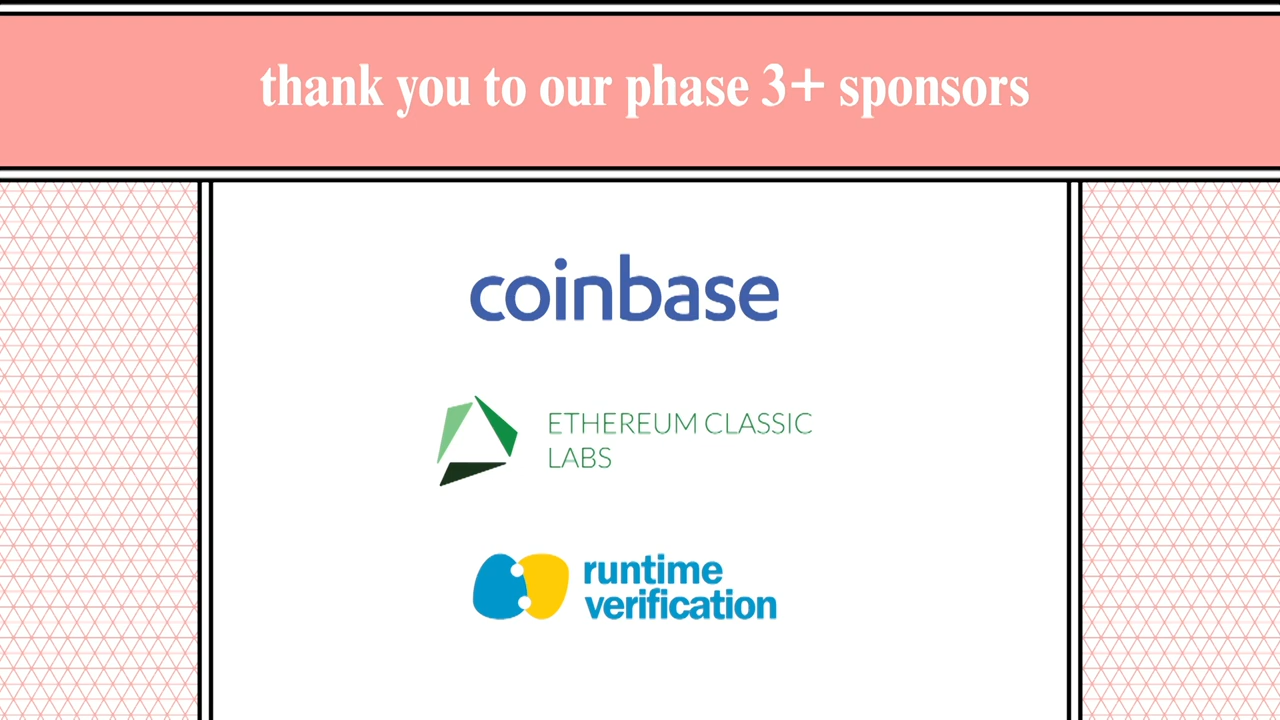 thank you to our phase 3+ sponsors
coinbase
ETHEREUM CLASSIC
LABS
runtime
verification